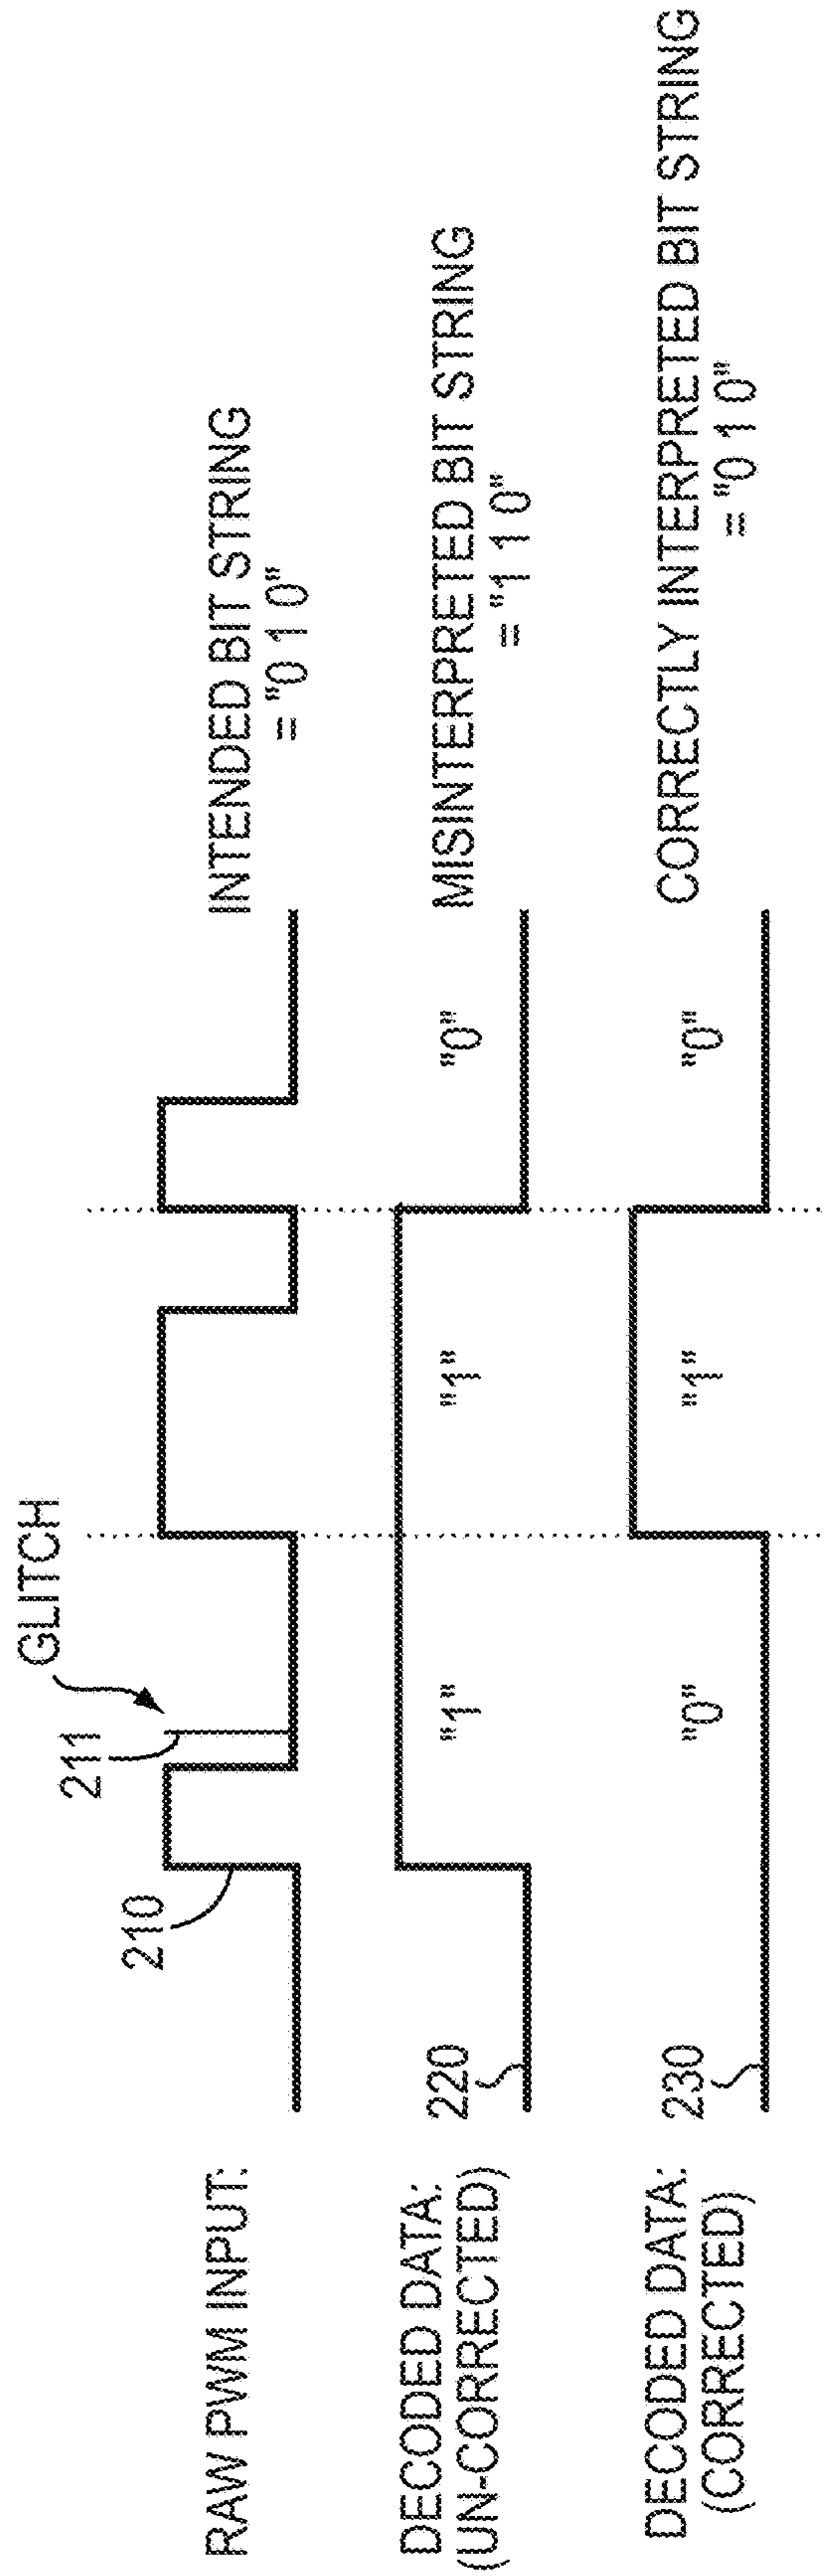 GLITCH
211
210
RAW PWM INPUT:
INTENDED BIT STRING
= "0 1 0"
220
DECODED DATA:
(UN-CORRECTED)
"1"
"1"
"0"
MISINTERPRETED BIT STRING
= "1 1 0"
230
DECODED DATA:
(CORRECTED)
"0"
"1"
"0"
CORRECTLY INTERPRETED BIT STRING
= "0 1 0"